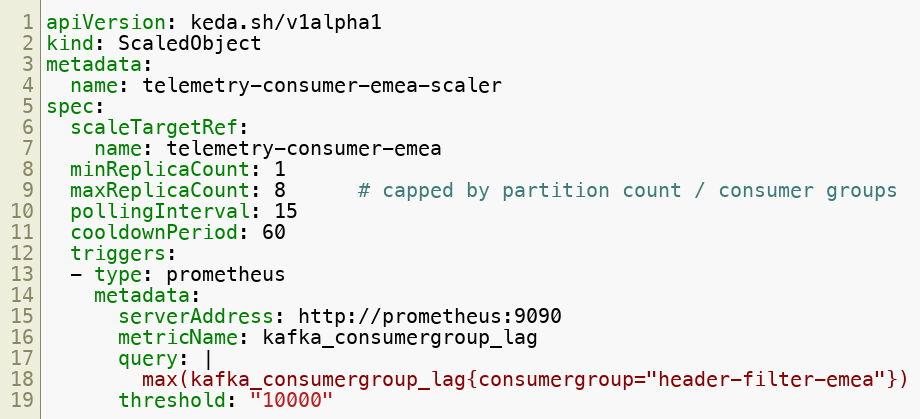 1 apiVersion: keda.sh/v1alpha1
2 kind: ScaledObject
3 metadata:
4   name: telemetry-consumer-emea-scaler
5 spec:
6   scaleTargetRef:
7     name: telemetry-consumer-emea
8   minReplicaCount: 1
9   maxReplicaCount: 8      # capped by partition count / consumer groups
10   pollingInterval: 15
11   cooldownPeriod: 60
12   triggers:
13   - type: prometheus
14     metadata:
15       serverAddress: http://prometheus:9090
16       metricName: kafka_consumergroup_lag
17       query: |
18         max(kafka_consumergroup_lag{consumergroup="header-filter-emea"})
19       threshold: "10000"